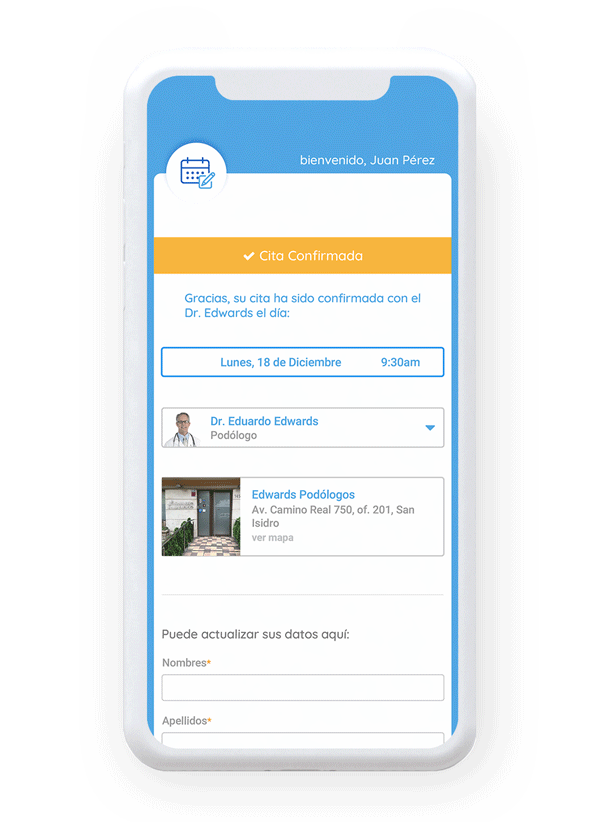 bienvenido, Juan Pérez
Cita Confirmada
Gracias, su cita ha sido confirmada con el
Dr. Edwards el día:
Lunes, 18 de Diciembre 9:30am
Dr. Eduardo Edwards
Podólogo
Edwards Podólogos
Av. Camino Real 750, of. 201, San
Isidro
ver mapa
Puede actualizar sus datos aquí:
Nombres*
Apellidos*